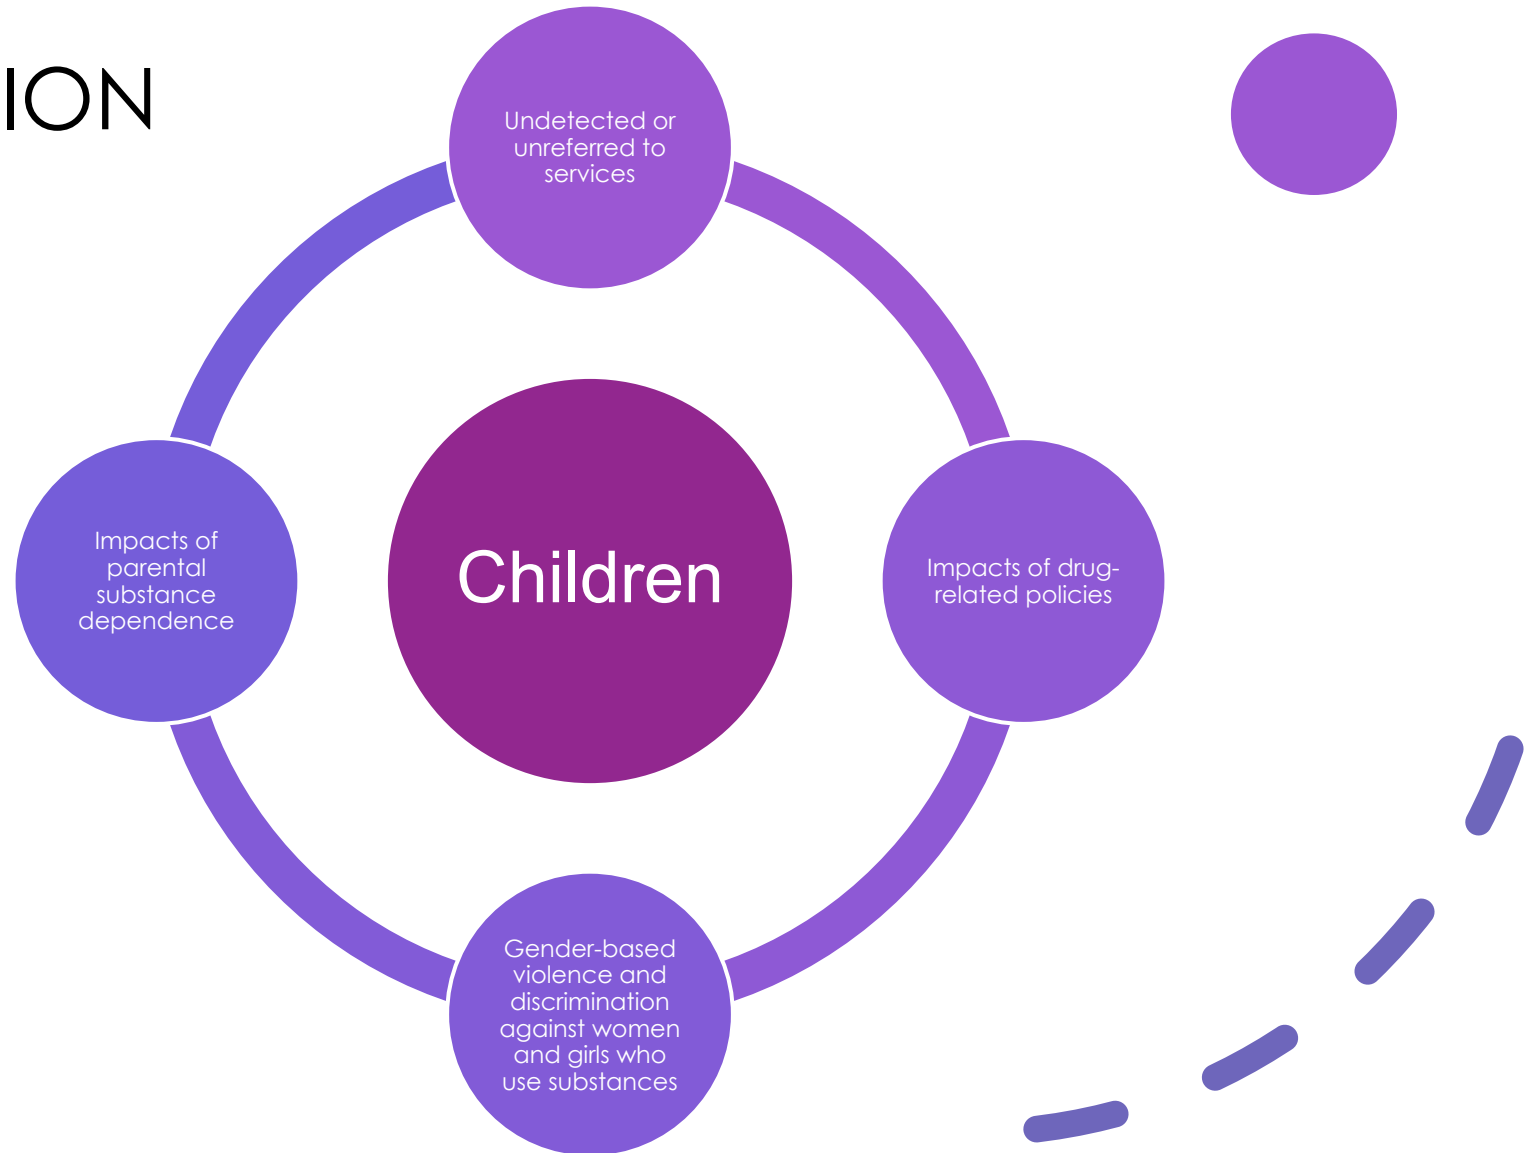 ION
Undetected or
unreferred to
services
Impacts of
parental
substance
dependence
Children
Impacts of drug-
related policies
Gender-based
violence and
discrimination
against women
and girls who
use substances